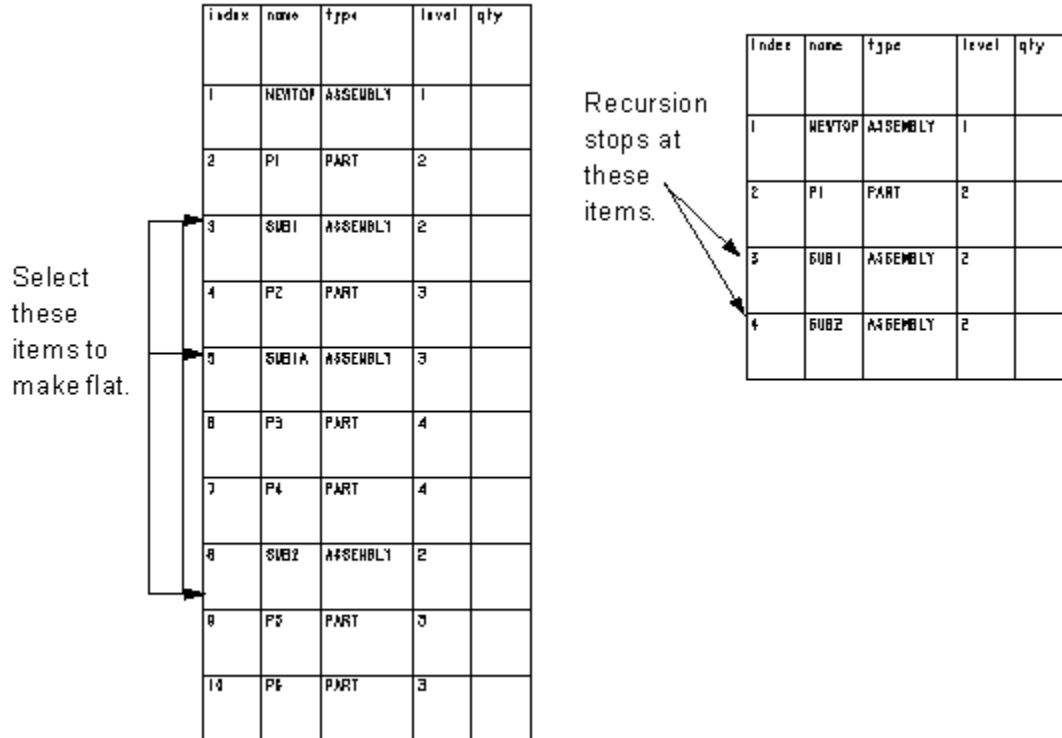 index name type level qty
1 NEWTOP ASSEMBLY 1
2 P1 PART 2
3 SUB1 ASSEMBLY 2
4 P2 PART 3
5 SUB1A ASSEMBLY 3
6 P3 PART 4
7 P4 PART 4
8 SUB2 ASSEMBLY 2
9 P5 PART 3
10 P6 PART 3
Select
these
items to
make flat.
Recursion
stops at
these
items.
index name type level qty
1 NEWTOP ASSEMBLY 1
2 P1 PART 2
3 SUB1 ASSEMBLY 2
4 SUB2 ASSEMBLY 2